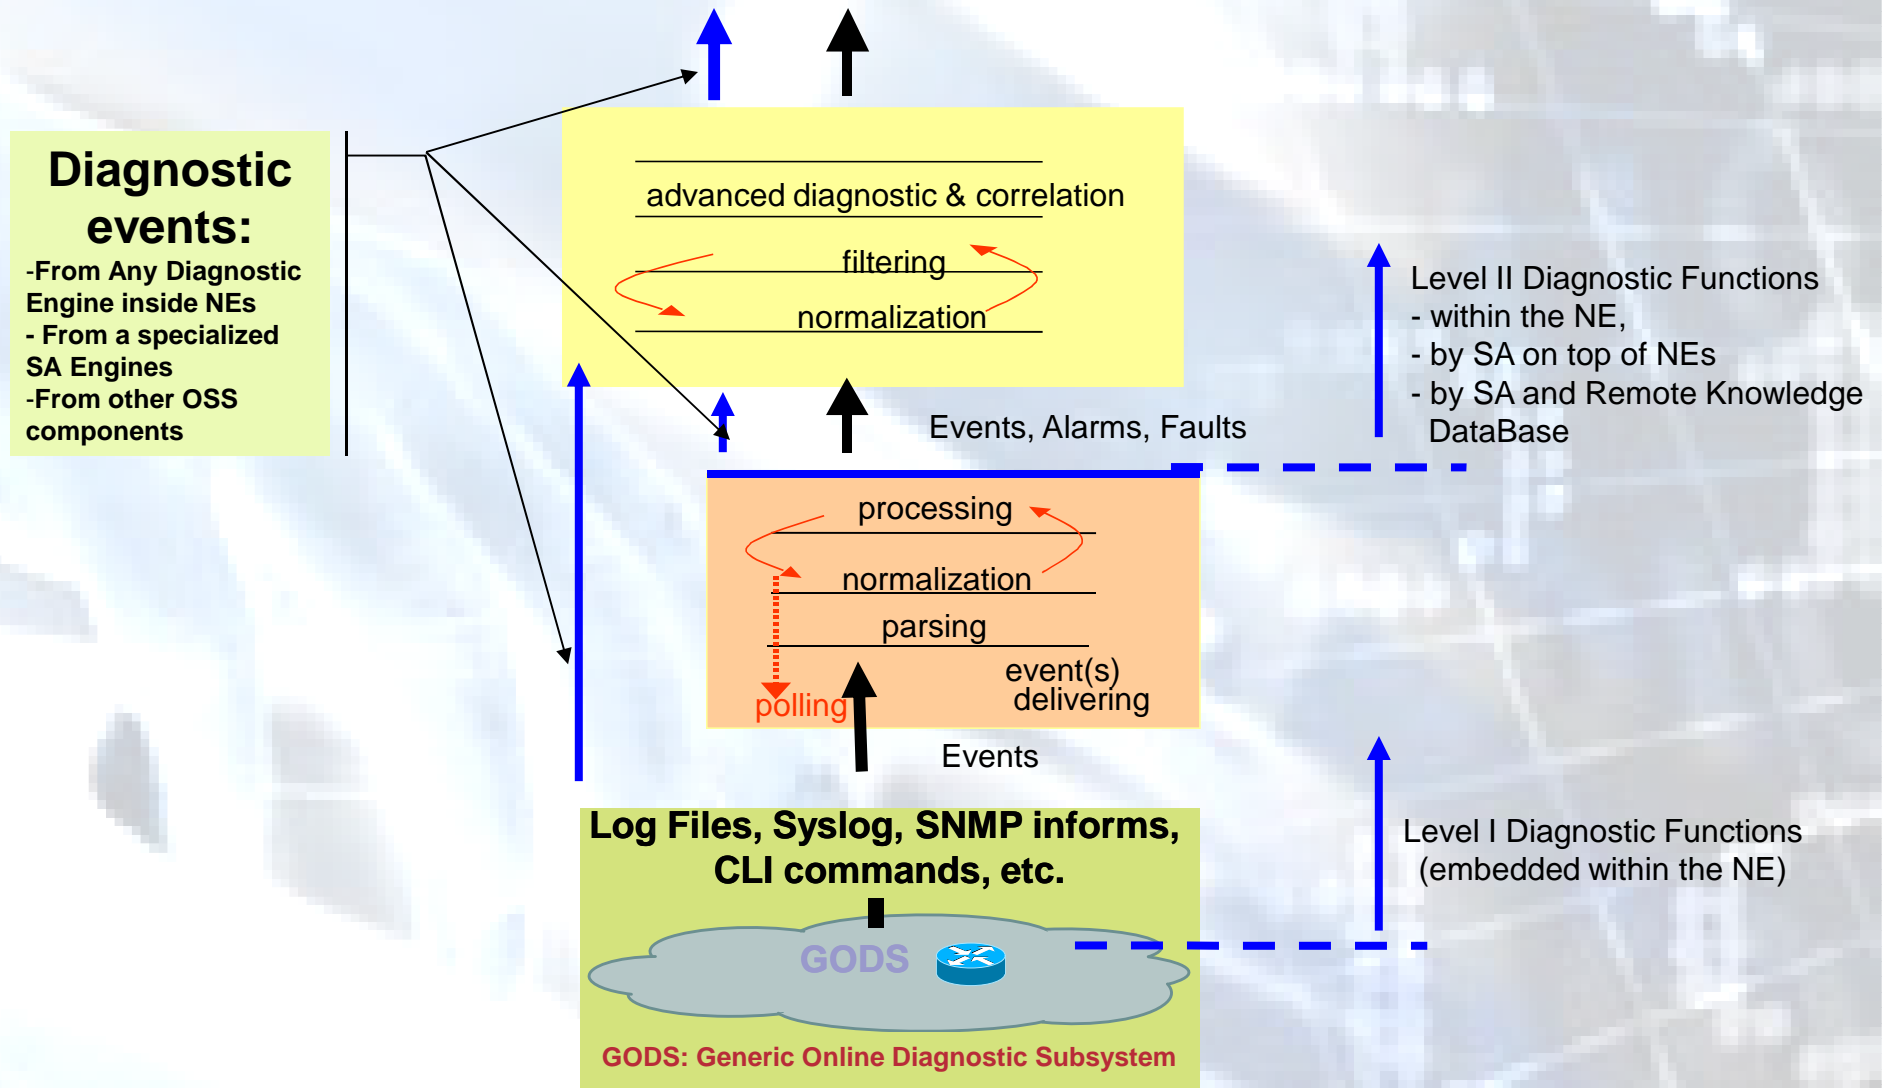 Diagnostic
events:
-From Any Diagnostic
Engine inside NEs
- From a specialized
SA Engines
-From other OSS
components
advanced diagnostic & correlation
filtering
normalization
Events, Alarms, Faults
processing
normalization
parsing
event(s)
delivering
polling
Events
Log Files, Syslog, SNMP informs,
CLI commands, etc.
GODS
GODS: Generic Online Diagnostic Subsystem
Level II Diagnostic Functions
- within the NE,
- by SA on top of NEs
- by SA and Remote Knowledge
DataBase
Level I Diagnostic Functions
(embedded within the NE)